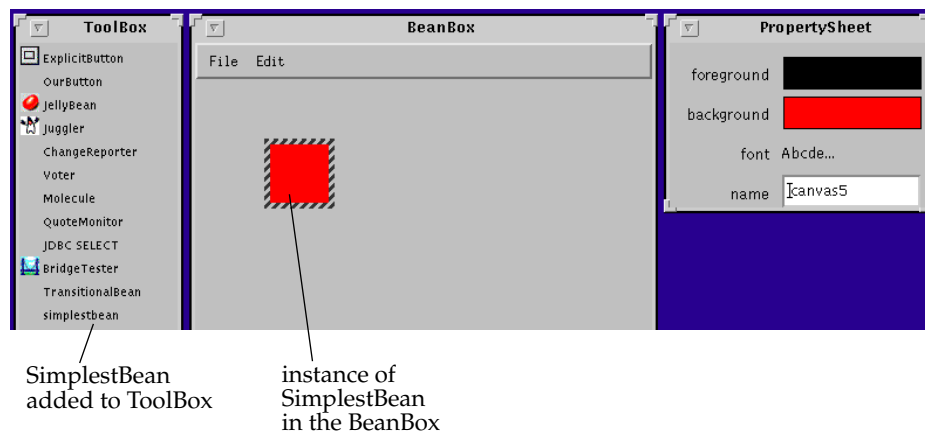 ToolBox
ExplicitButton
OurButton
JellyBean
Juggler
ChangeReporter
Voter
Molecule
QuoteMonitor
JDBC SELECT
BridgeTester
TransitionalBean
simplestbean
BeanBox
File Edit
PropertySheet
foreground
background
font Abcde...
name canvas5
SimplestBean
added to ToolBox
instance of
SimplestBean
in the BeanBox